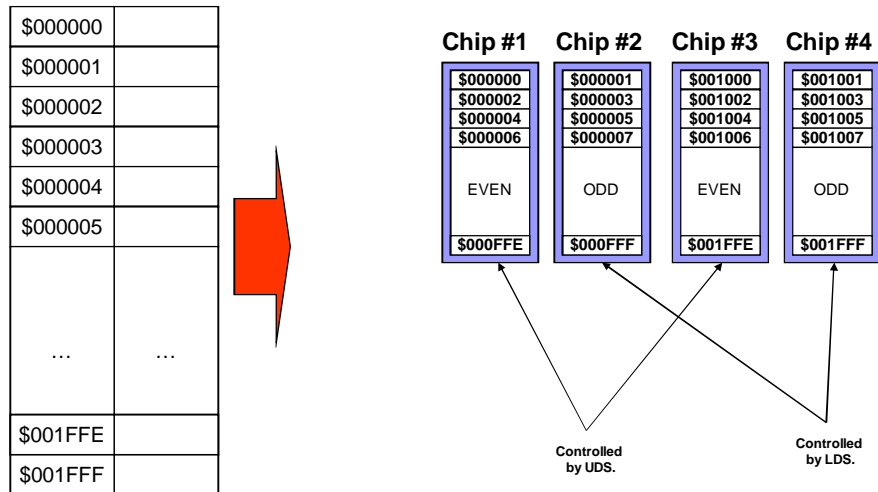 $000000
$000001
$000002
$000003
$000004
$000005
... ...
$001FFE
$001FFF
Chip #1 Chip #2 Chip #3 Chip #4
$000000 $000001 $001000 $001001
$000002 $000003 $001002 $001003
$000004 $000005 $001004 $001005
$000006 $000007 $001006 $001007
EVEN ODD EVEN ODD
$000FFE $000FFF $001FFE $001FFF
Controlled
by UDS.
Controlled
by LDS.